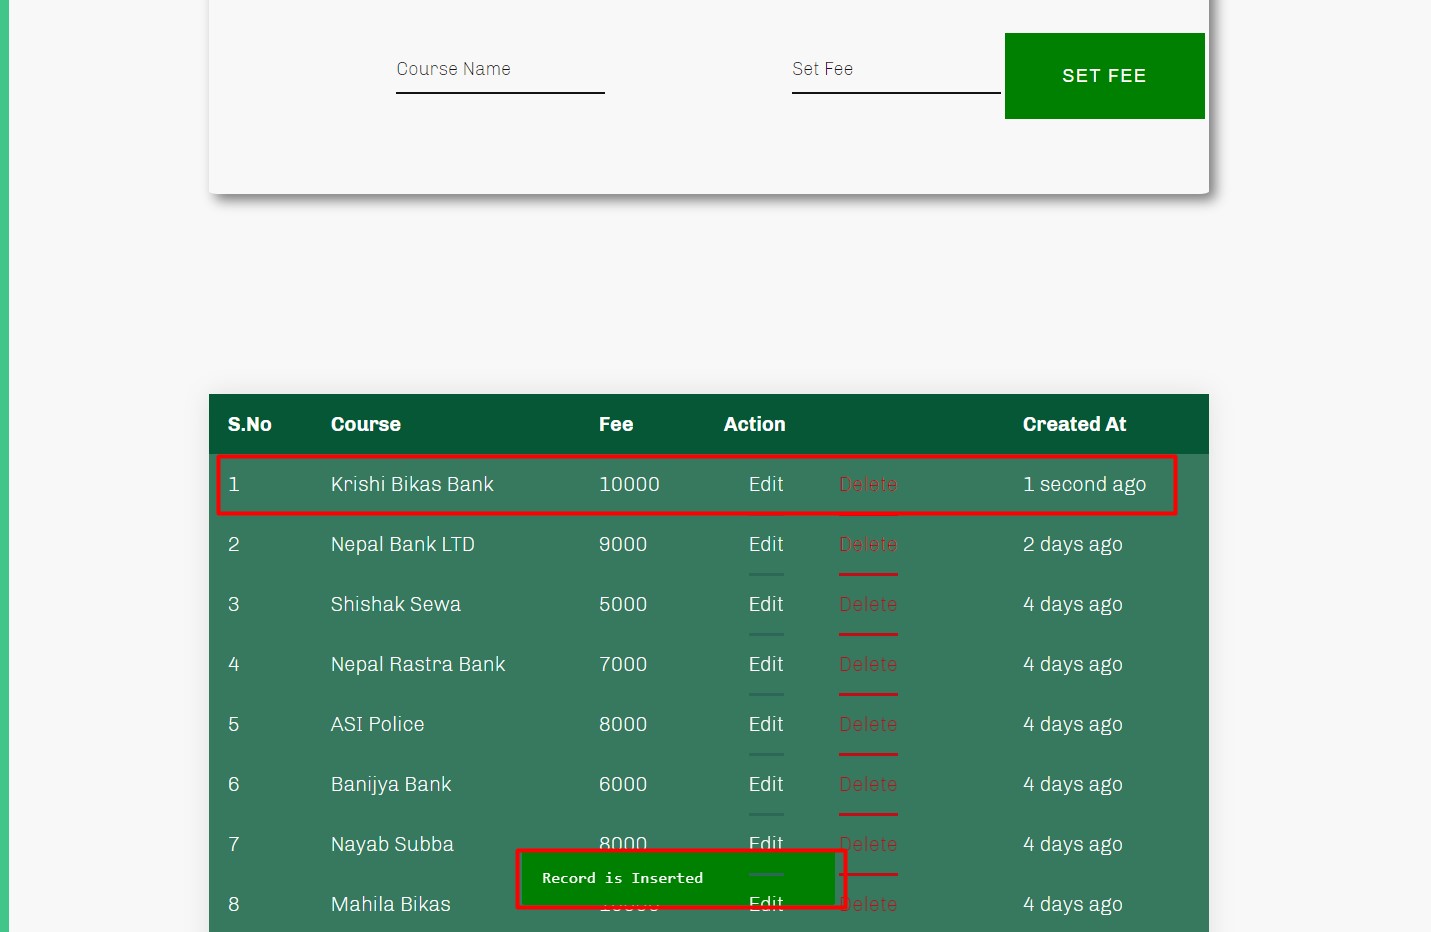 Course Name Set Fee SET FEE
S.No Course Fee Action Created At
1 Krishi Bikas Bank 10000 Edit Delete 1 second ago
2 Nepal Bank LTD 9000 Edit Delete 2 days ago
3 Shishak Sewa 5000 Edit Delete 4 days ago
4 Nepal Rastra Bank 7000 Edit Delete 4 days ago
5 ASI Police 8000 Edit Delete 4 days ago
6 Banijya Bank 6000 Edit Delete 4 days ago
7 Nayab Subba 8000 Edit Delete 4 days ago
Record is Inserted
8 Mahila Bikas Edit Delete 4 days ago